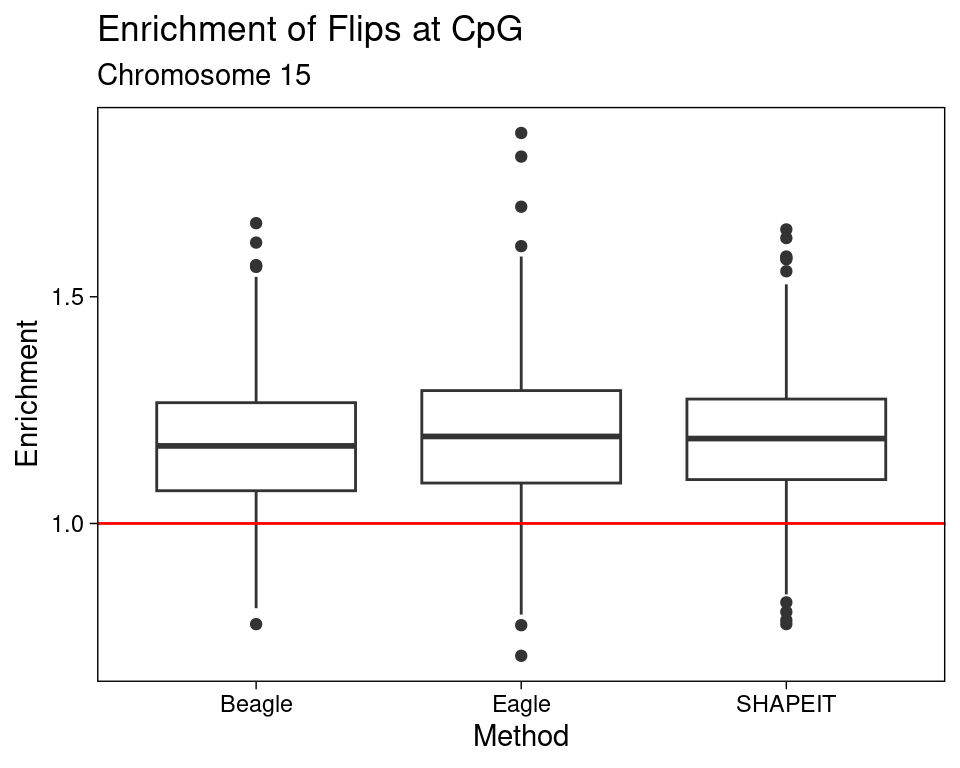 Enrichment of Flips at CpG
Chromosome 15
Enrichment
1.5
1.0
Beagle Eagle SHAPEIT
Method